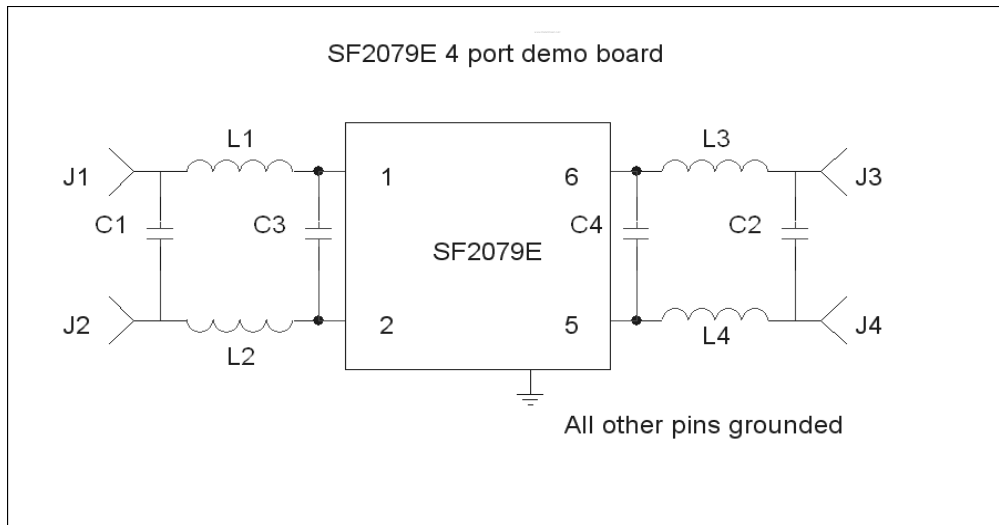 SF2079E 4 port demo board
L1
L3
J1
1
6
J3
C1
C3
C4
C2
SF2079E
J2
2
5
J4
L2
L4
All other pins grounded